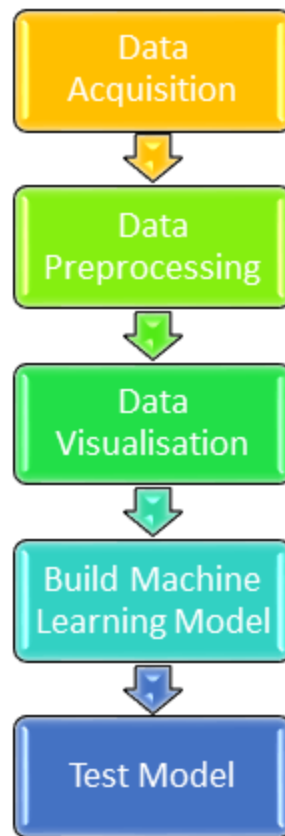 Data
Acquisition
Data
Preprocessing
Data
Visualisation
Build Machine
Learning Model
Test Model